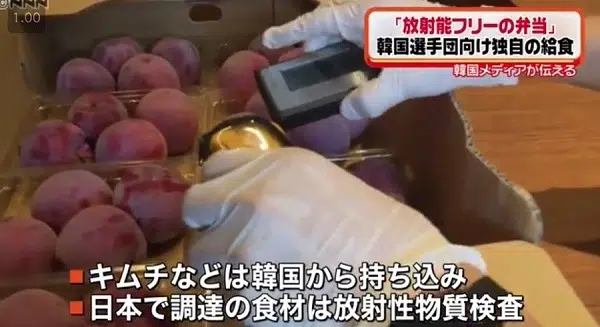 NNN
1.00
「放射能フリーの弁当」
韓国選手団向け独自の給食
韓国メディアが伝える
■キムチなどは韓国から持ち込み
■日本で調達の食材は放射性物質検査